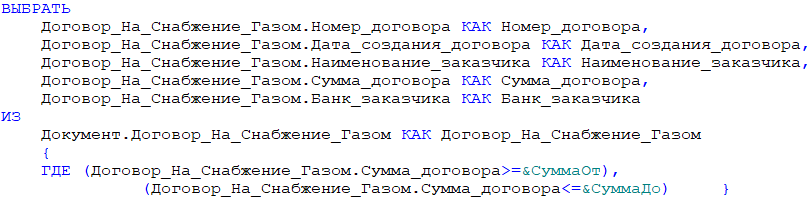 ВЫБРАТЬ
Договор_На_Снабжение_Газом.Номер_договора КАК Номер_договора,
Договор_На_Снабжение_Газом.Дата_создания_договора КАК Дата_создания_договора,
Договор_На_Снабжение_Газом.Наименование_заказчика КАК Наименование_заказчика,
Договор_На_Снабжение_Газом.Сумма_договора КАК Сумма_договора,
Договор_На_Снабжение_Газом.Банк_заказчика КАК Банк_заказчика
ИЗ
Документ.Договор_На_Снабжение_Газом КАК Договор_На_Снабжение_Газом
{
ГДЕ (Договор_На_Снабжение_Газом.Сумма_договора>=&СуммаОт),
(Договор_На_Снабжение_Газом.Сумма_договора<=&СуммаДо) }